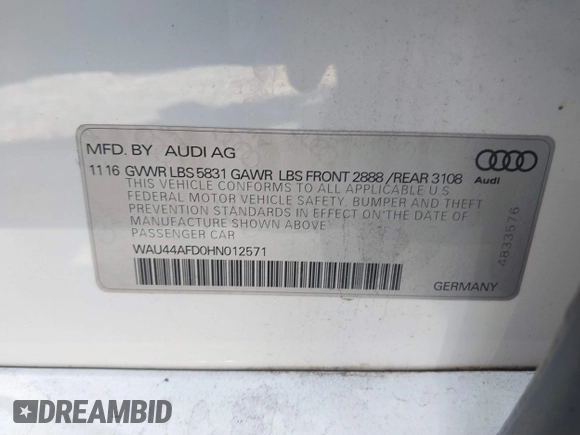 MFD. BY AUDI AG
11 16 GVWR LBS 5831 GAWR LBS FRONT 2888 /REAR 3108
THIS VEHICLE CONFORMS TO ALL APPLICABLE U.S
FEDERAL MOTOR VEHICLE SAFETY, BUMPER AND THEFT
PREVENTION STANDARDS IN EFFECT ON THE DATE OF
MANUFACTURE SHOWN ABOVE
PASSENGER CAR
WAU44AFD0HN012571
Audi
4833576
GERMANY
DREAMBID